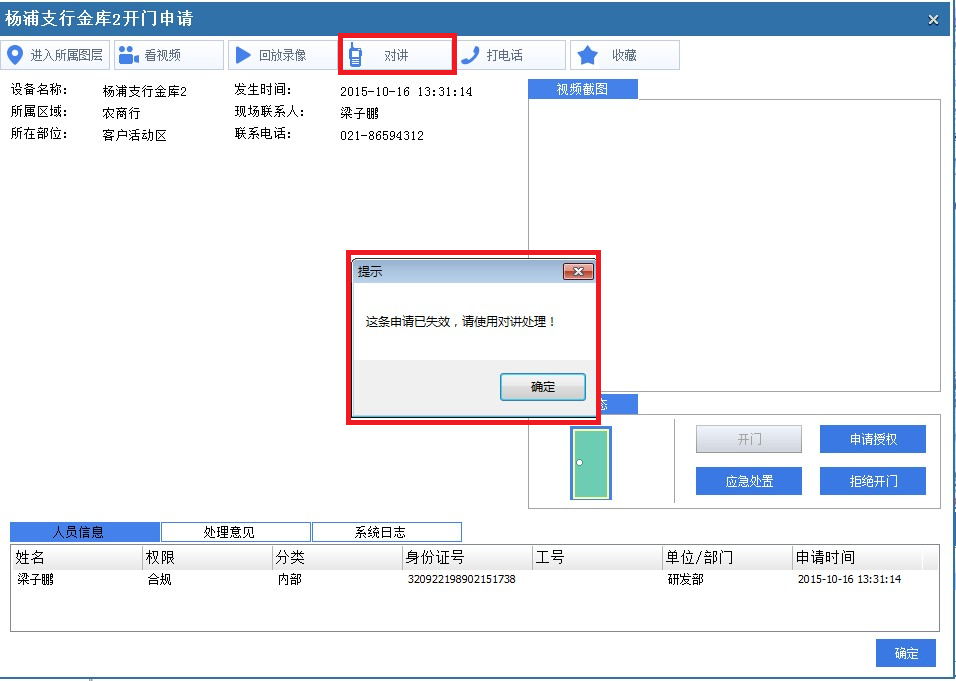 杨浦支行金库2开门申请
进入所属图层 看视频 回放录像 对讲 打电话 收藏
设备名称: 杨浦支行金库2 发生时间: 2015-10-16 13:31:14
所属区域: 农商行 现场联系人: 梁子鹏
所在部位: 客户活动区 联系电话: 021-86594312
视频截图
提示
这条申请已失效，请使用对讲处理！
确定
态
开门 申请授权
应急处置 拒绝开门
人员信息 处理意见 系统日志
姓名 权限 分类 身份证号 工号 单位/部门 申请时间
梁子鹏 合规 内部 320922198902151738 研发部 2015-10-16 13:31:14
确定